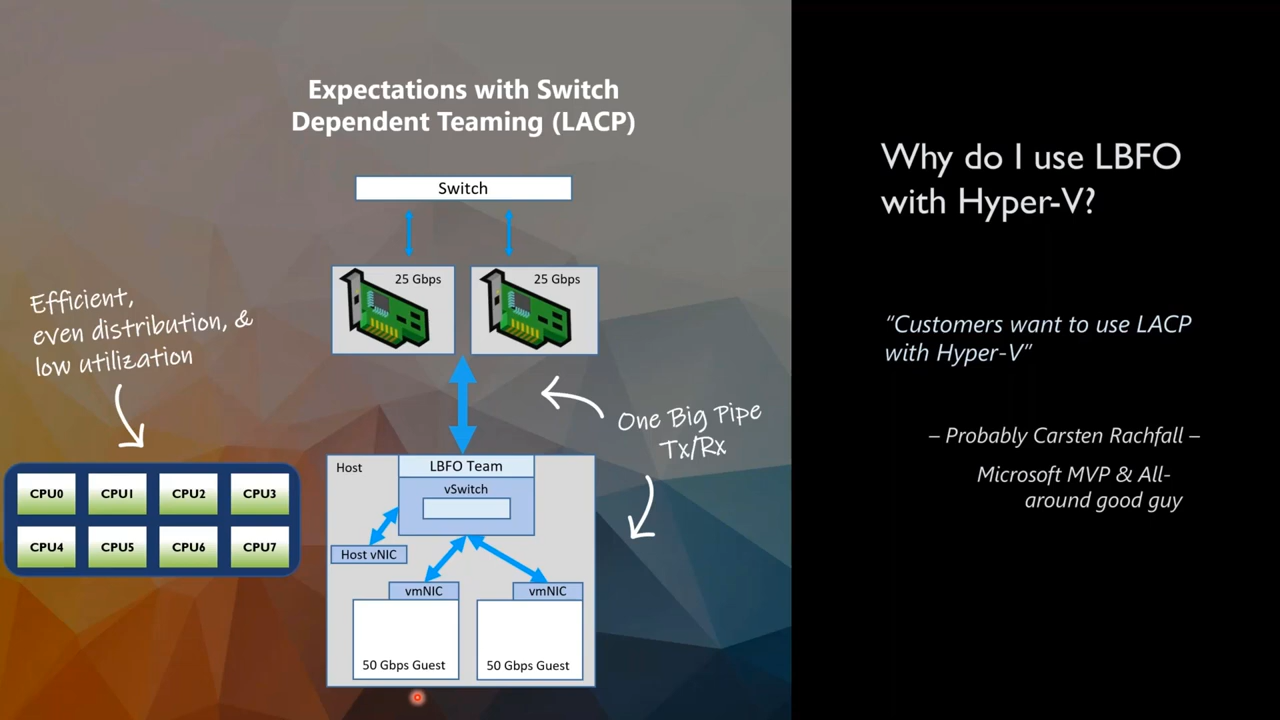 Expectations with Switch
Dependent Teaming (LACP)
Switch
25 Gbps
25 Gbps
Efficient,
even distribution, &
low utilization
One Big Pipe
Tx/Rx
CPU0
CPU1
CPU2
CPU3
CPU4
CPU5
CPU6
CPU7
Host
LBFO Team
vSwitch
Host vNIC
vmNIC
vmNIC
50 Gbps Guest
50 Gbps Guest
Why do I use LBFO
with Hyper-V?
“Customers want to use LACP
with Hyper-V”
– Probably Carsten Rachfall –
Microsoft MVP & All-
around good guy